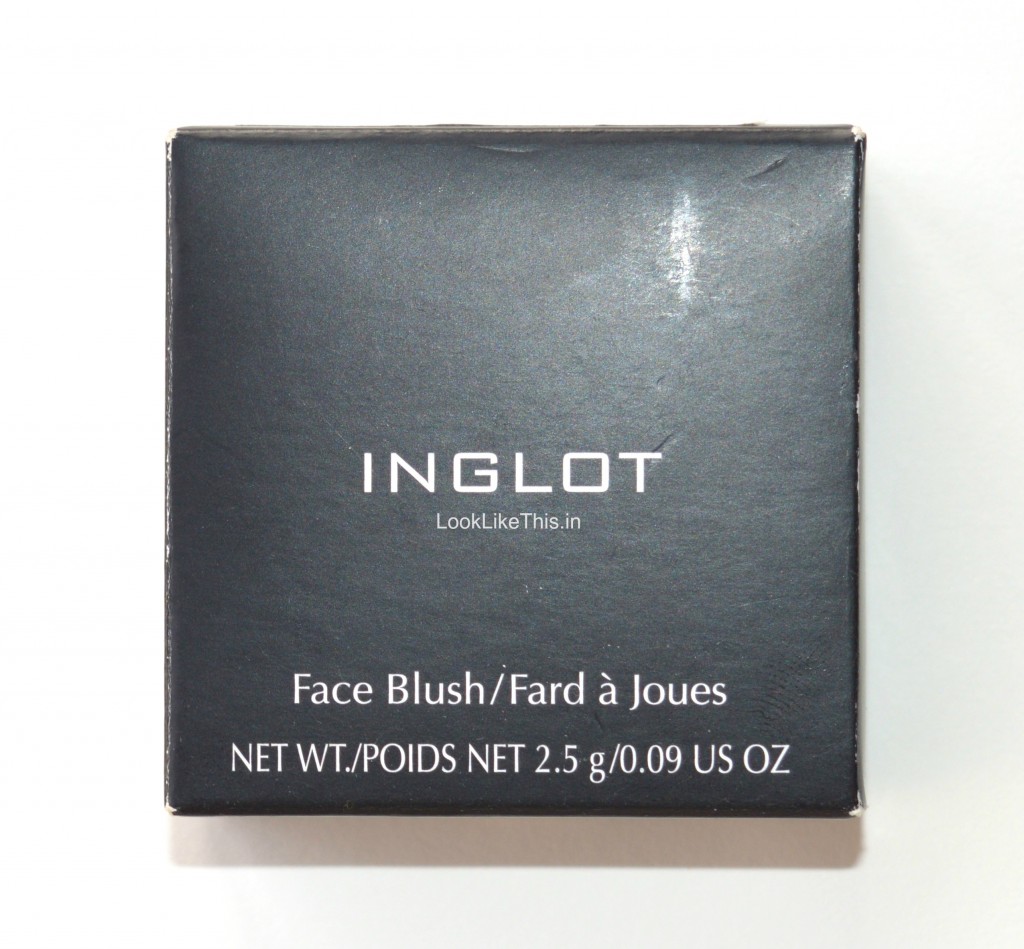 INGLOT
LookLikeThis.in
Face Blush/Fard à Joues
NET WT./POIDS NET 2.5 g/0.09 US OZ